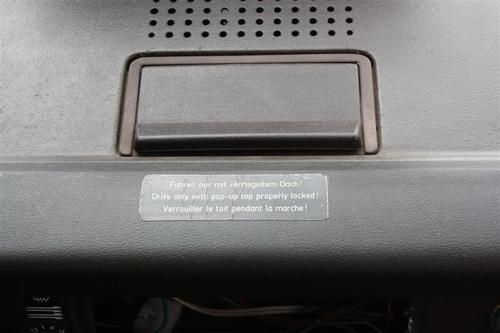 Fahren nur mit verriegeltem Dach!
Drive only with pop-up top properly locked!
Verrouiller le toit pendant la marche!